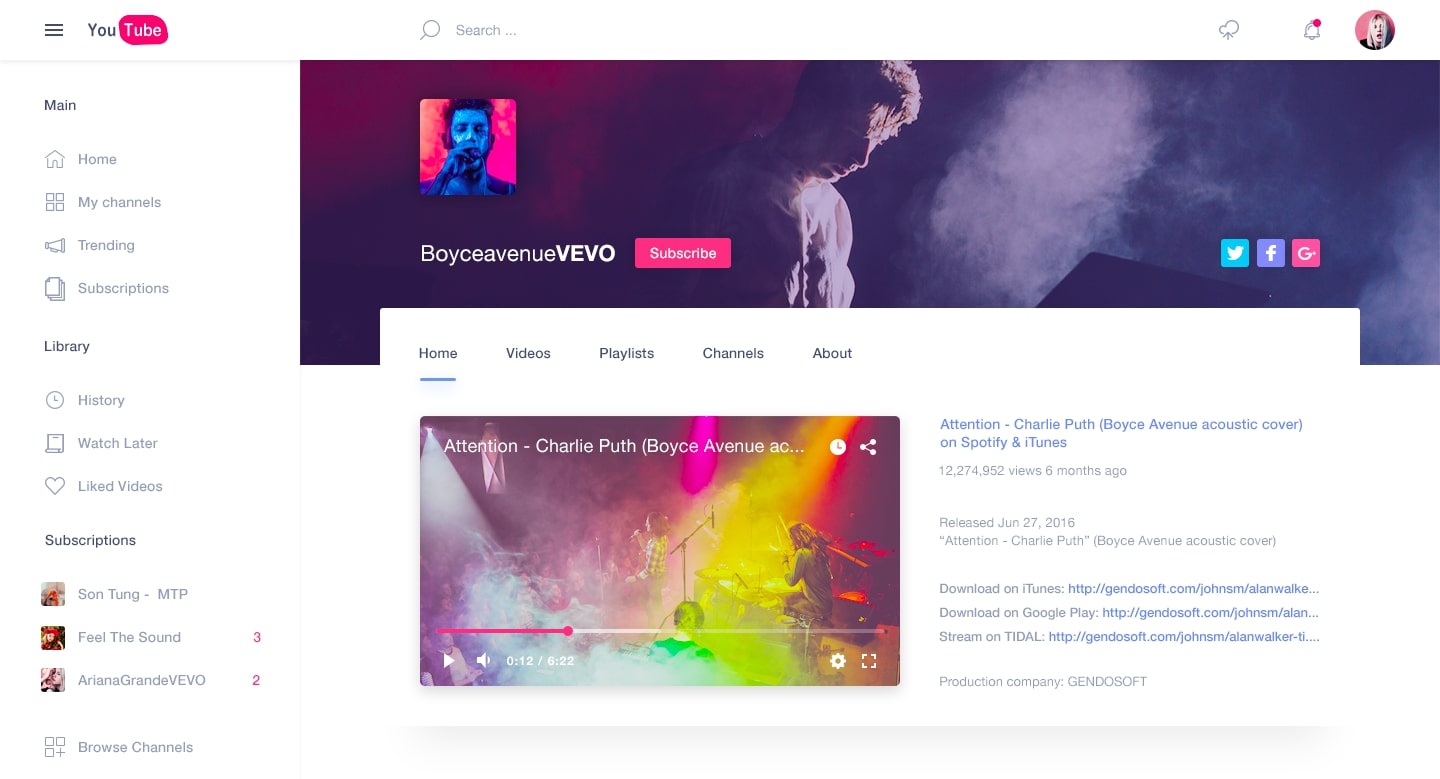 You Tube
Search ...
Main
Home
My channels
Trending
Subscriptions
Library
History
Watch Later
Liked Videos
Subscriptions
Son Tung - MTP
Feel The Sound 3
ArianaGrandeVEVO 2
Browse Channels
BoyceavenueVEVO
Subscribe
Home Videos Playlists Channels About
Attention - Charlie Puth (Boyce Avenue ac...
0:12 / 6:22
Attention - Charlie Puth (Boyce Avenue acoustic cover)
on Spotify & iTunes
12,274,952 views 6 months ago
Released Jun 27, 2016
“Attention - Charlie Puth” (Boyce Avenue acoustic cover)
Download on iTunes: http://gendosoft.com/johnsm/alanwalke...
Download on Google Play: http://gendosoft.com/johnsm/alan...
Stream on TIDAL: http://gendosoft.com/johnsm/alanwalker-ti....
Production company: GENDOSOFT